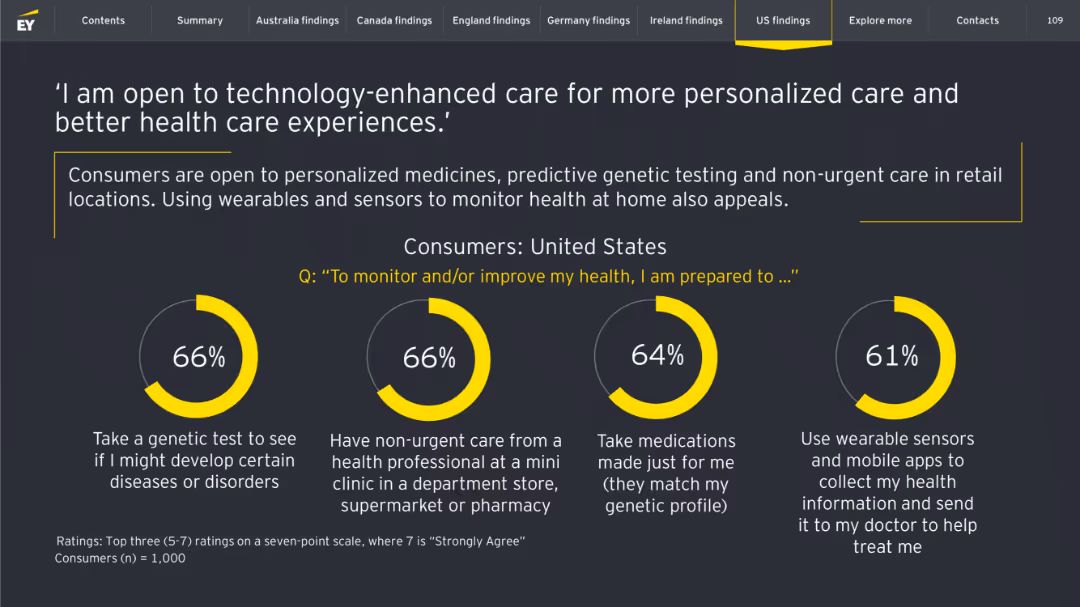 EY
Contents
Summary
Australia findings
Canada findings
England findings
Germany findings
Ireland findings
US findings
Explore more
Contacts
109
'I am open to technology-enhanced care for more personalized care and
better health care experiences.'
Consumers are open to personalized medicines, predictive genetic testing and non-urgent care in retail
locations. Using wearables and sensors to monitor health at home also appeals.
Consumers: United States
Q: “To monitor and/or improve my health, I am prepared to ...”
66%
Take a genetic test to see
if I might develop certain
diseases or disorders
66%
Have non-urgent care from a
health professional at a mini
clinic in a department store,
supermarket or pharmacy
64%
Take medications
made just for me
(they match my
genetic profile)
61%
Use wearable sensors
and mobile apps to
collect my health
information and send
it to my doctor to help
treat me
Ratings: Top three (5-7) ratings on a seven-point scale, where 7 is “Strongly Agree”
Consumers (n) = 1,000